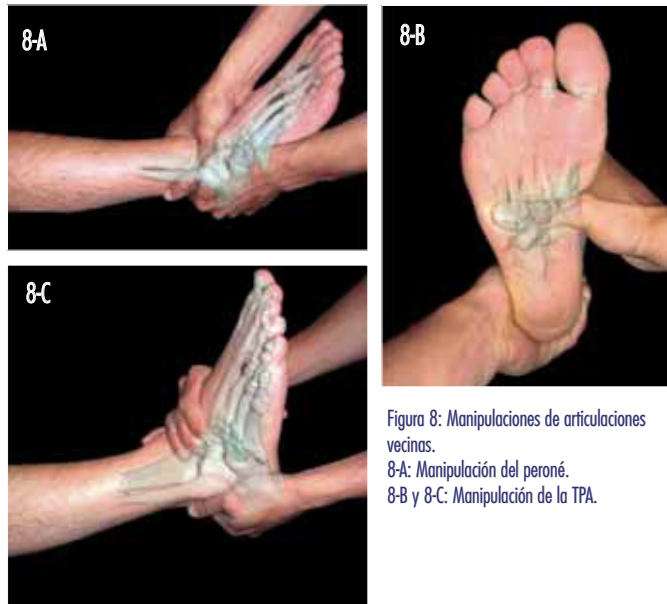 8-A
8-B
8-C
Figura 8: Manipulaciones de articulaciones
vecinas.
8-A: Manipulación del peroné.
8-B y 8-C: Manipulación de la TPA.